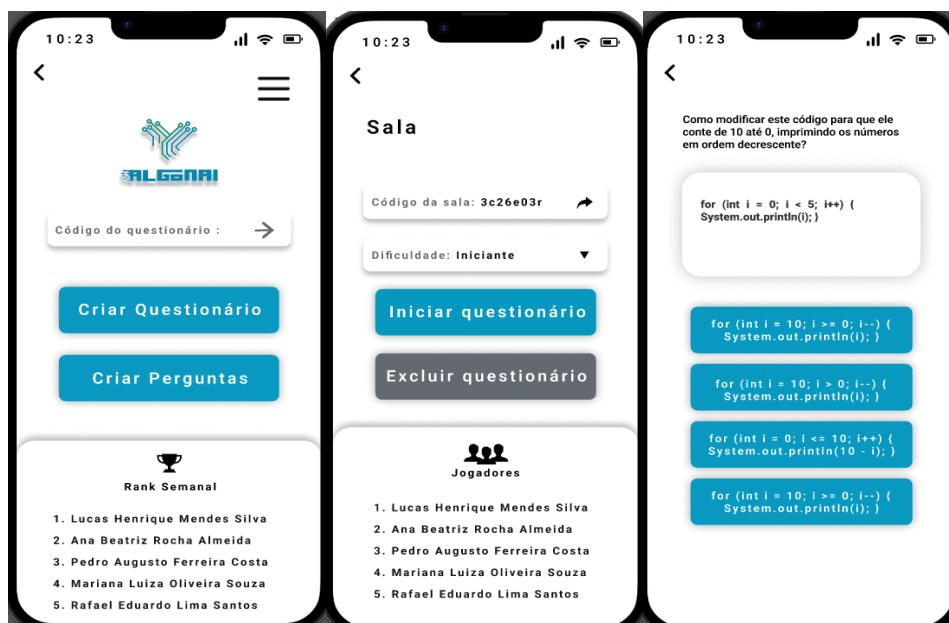 10:23
ALGORAI
Código do questionário :
Criar Questionário
Criar Perguntas
Rank Semanal
1. Lucas Henrique Mendes Silva
2. Ana Beatriz Rocha Almeida
3. Pedro Augusto Ferreira Costa
4. Mariana Luiza Oliveira Souza
5. Rafael Eduardo Lima Santos
10:23
Sala
Código da sala: 3c26e03r
Dificuldade: Iniciante
Iniciar questionário
Excluir questionário
Jogadores
1. Lucas Henrique Mendes Silva
2. Ana Beatriz Rocha Almeida
3. Pedro Augusto Ferreira Costa
4. Mariana Luiza Oliveira Souza
5. Rafael Eduardo Lima Santos
10:23
Como modificar este código para que ele
conte de 10 até 0, imprimindo os números
em ordem decrescente?
for (int i = 0; i < 5; i++) {
System.out.println(i); }
for (int i = 10; i >= 0; i--) {
System.out.println(i); }
for (int i = 10; i > 0; i--) {
System.out.println(i); }
for (int i = 0; i <= 10; i++) {
System.out.println(10 - i); }
for (int i = 10; i >= 0; i--) {
System.out.println(i); }